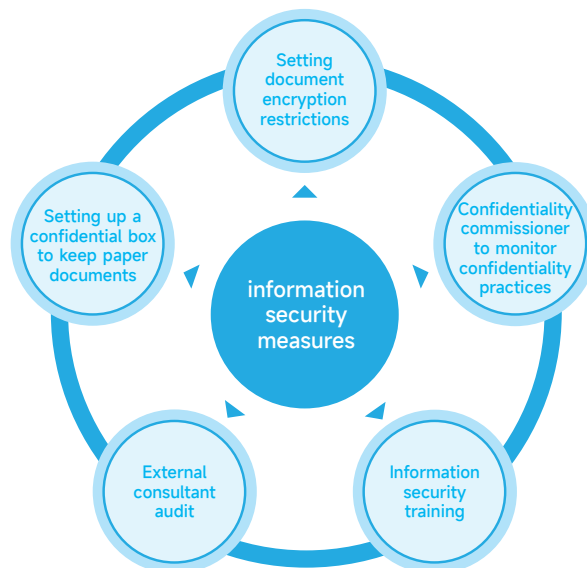 Setting
document
encryption
restrictions
Setting up a
confidential box
to keep paper
documents
Confidentiality
commissioner
to monitor
confidentiality
practices
information
security
measures
External
consultant
audit
Information
security
training